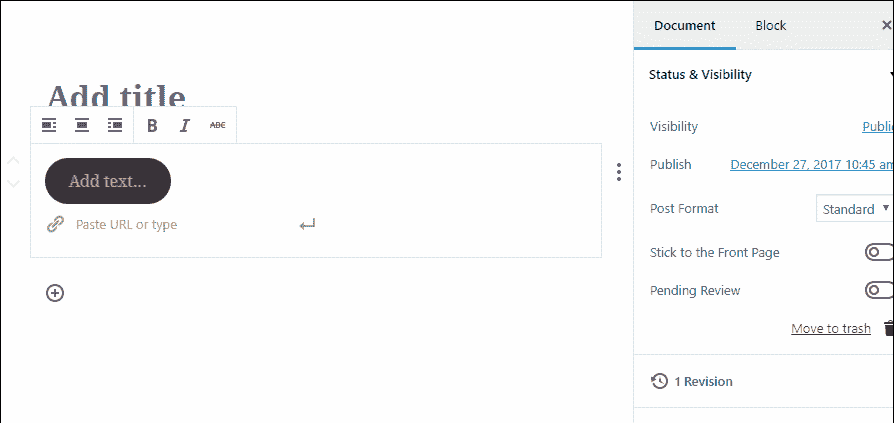 Document Block
Add title
Status & Visibility
B I ABC
Visibility Public
Add text...
Publish December 27, 2017 10:45 am
Paste URL or type
Post Format Standard
Stick to the Front Page
Pending Review
Move to trash
1 Revision